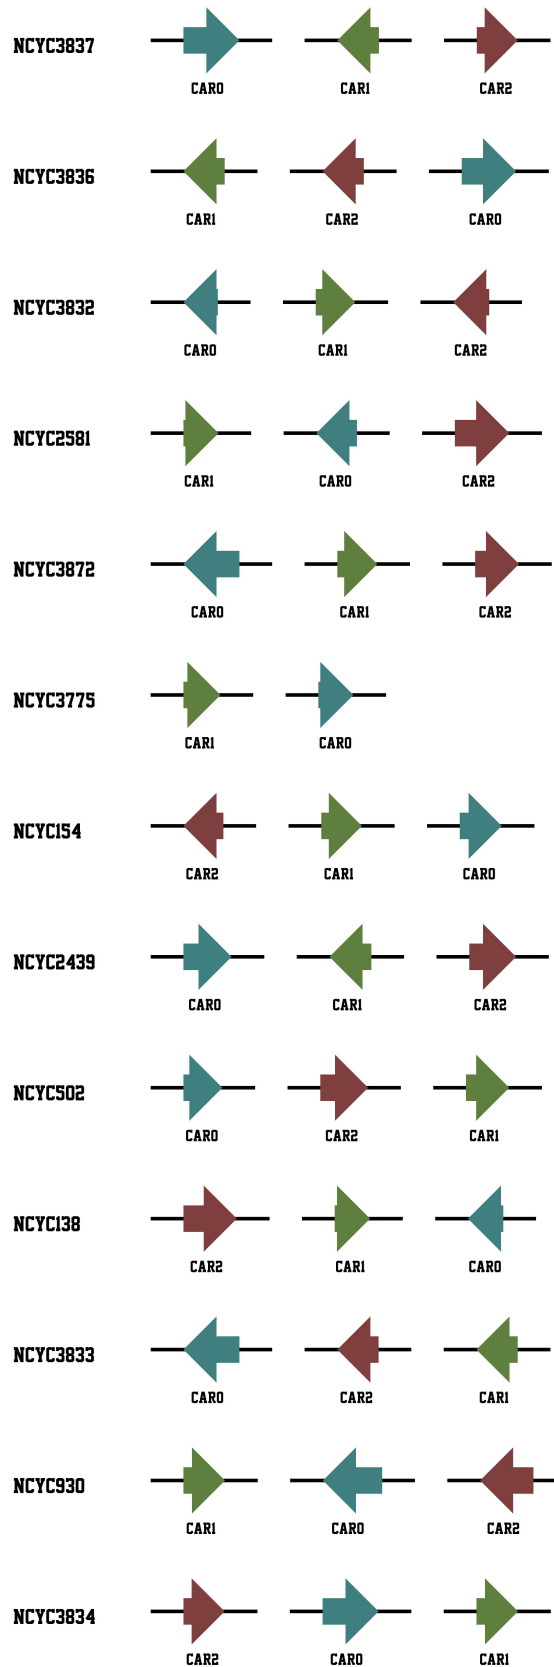 NCYC3837
CAR0 CAR1 CAR2
NCYC3836
CAR1 CAR2 CAR0
NCYC3832
CAR0 CAR1 CAR2
NCYC2581
CAR1 CAR0 CAR2
NCYC3872
CAR0 CAR1 CAR2
NCYC3775
CAR1 CAR0
NCYC154
CAR2 CAR1 CAR0
NCYC2439
CAR0 CAR1 CAR2
NCYC502
CAR0 CAR2 CAR1
NCYC138
CAR2 CAR1 CAR0
NCYC3833
CAR0 CAR2 CAR1
NCYC930
CAR1 CAR0 CAR2
NCYC3834
CAR2 CAR0 CAR1